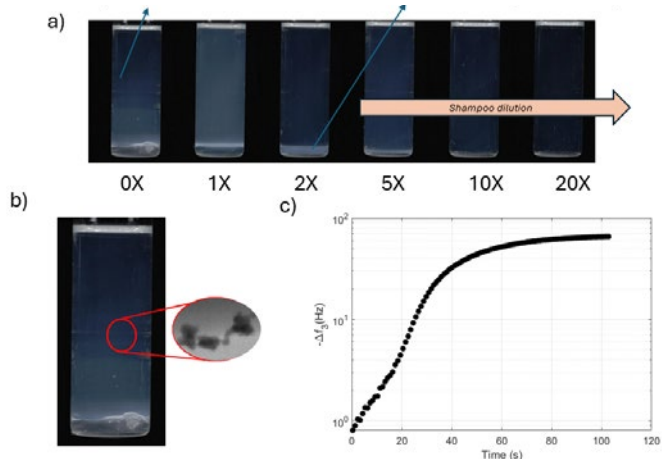 a)
Shampoo dilution
0X 1X 2X 5X 10X 20X
b)
c)
10²
10¹
10⁰
-Δf₃(Hz)
0 20 40 60 80 100 120
Time (s)